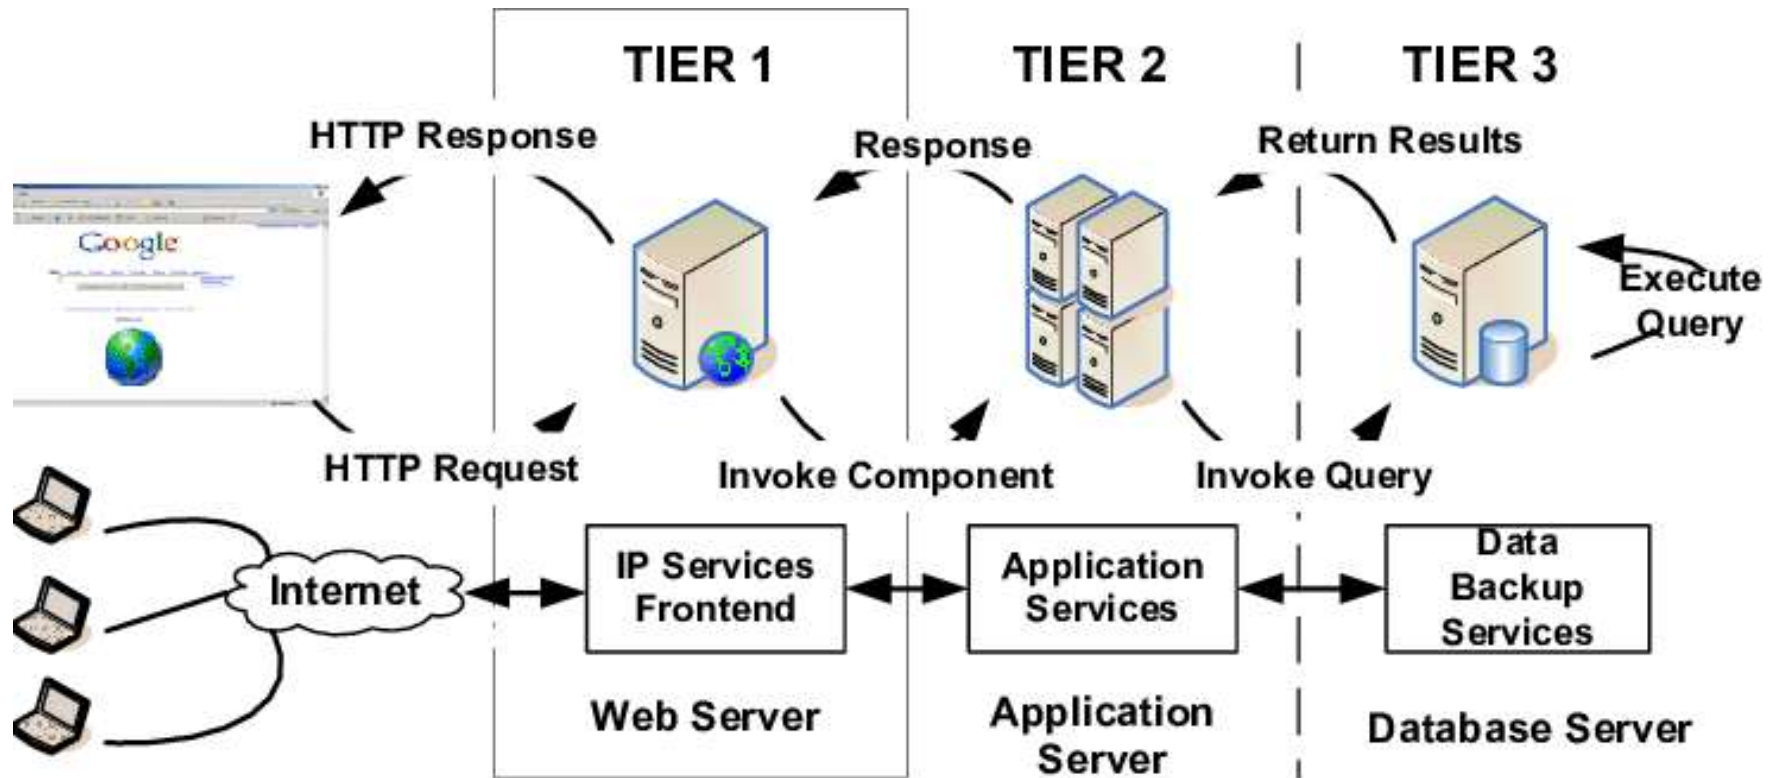 TIER 1
TIER 2
TIER 3
HTTP Response
Response
Return Results
Google
Execute
Query
HTTP Request
Invoke Component
Invoke Query
Internet
IP Services
Frontend
Application
Services
Data
Backup
Services
Web Server
Application
Server
Database Server